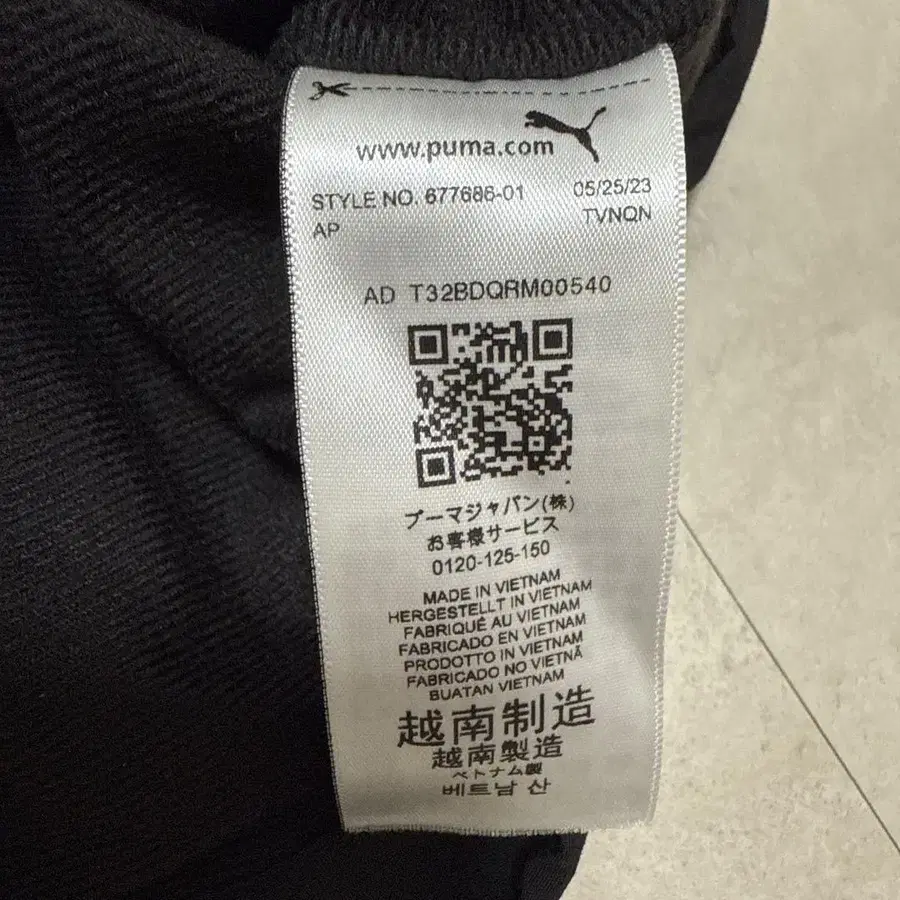 www.puma.com
STYLE NO. 677686-01 05/25/23
AP TVNQN
AD T32BDQRM00540
プーマジャパン(株)
お客様サービス
0120-125-150
MADE IN VIETNAM
HERGESTELLT IN VIETNAM
FABRIQUÉ AU VIETNAM
FABRICADO EN VIETNAM
PRODOTTO IN VIETNAM
FABRICADO NO VIETNÃ
BUATAN VIETNAM
越南制造
越南製造
ベトナム製
베트남 산